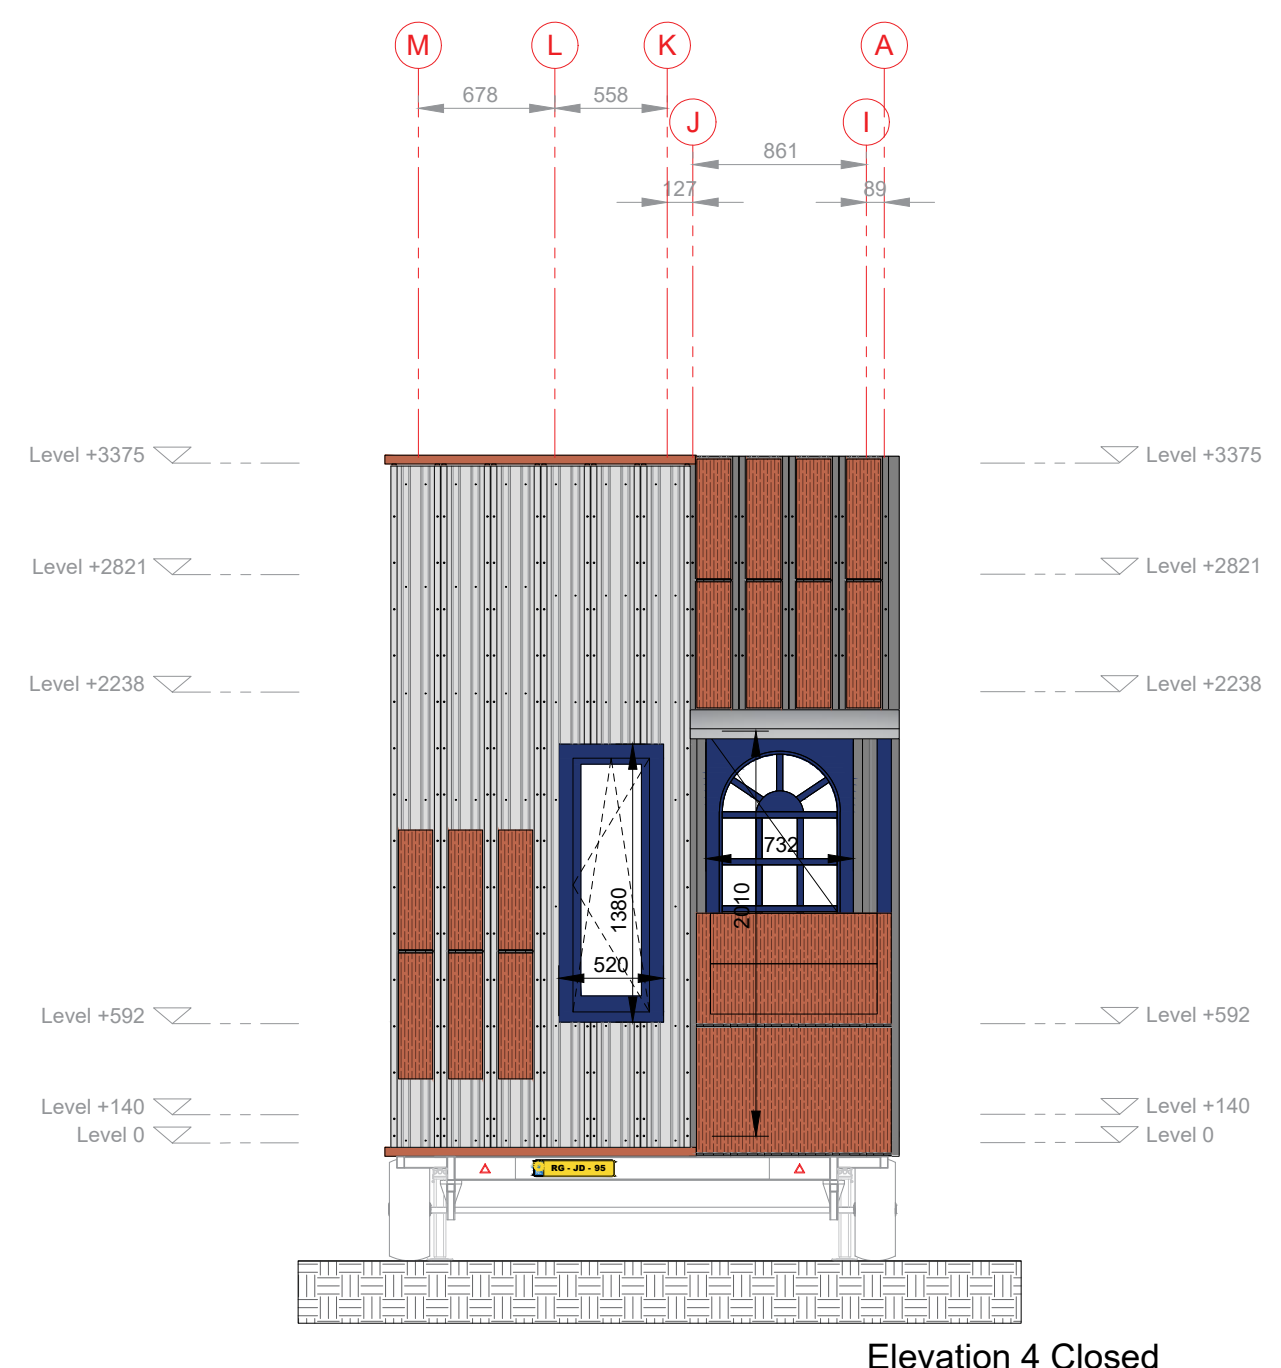 M L K A
678 558
J I
861
127 89
Level +3375 Level +3375
Level +2821 Level +2821
Level +2238 Level +2238
732
1380 2010
520
Level +592 Level +592
Level +140 Level +140
Level 0 Level 0
RG - JD - 95
Elevation 4 Closed